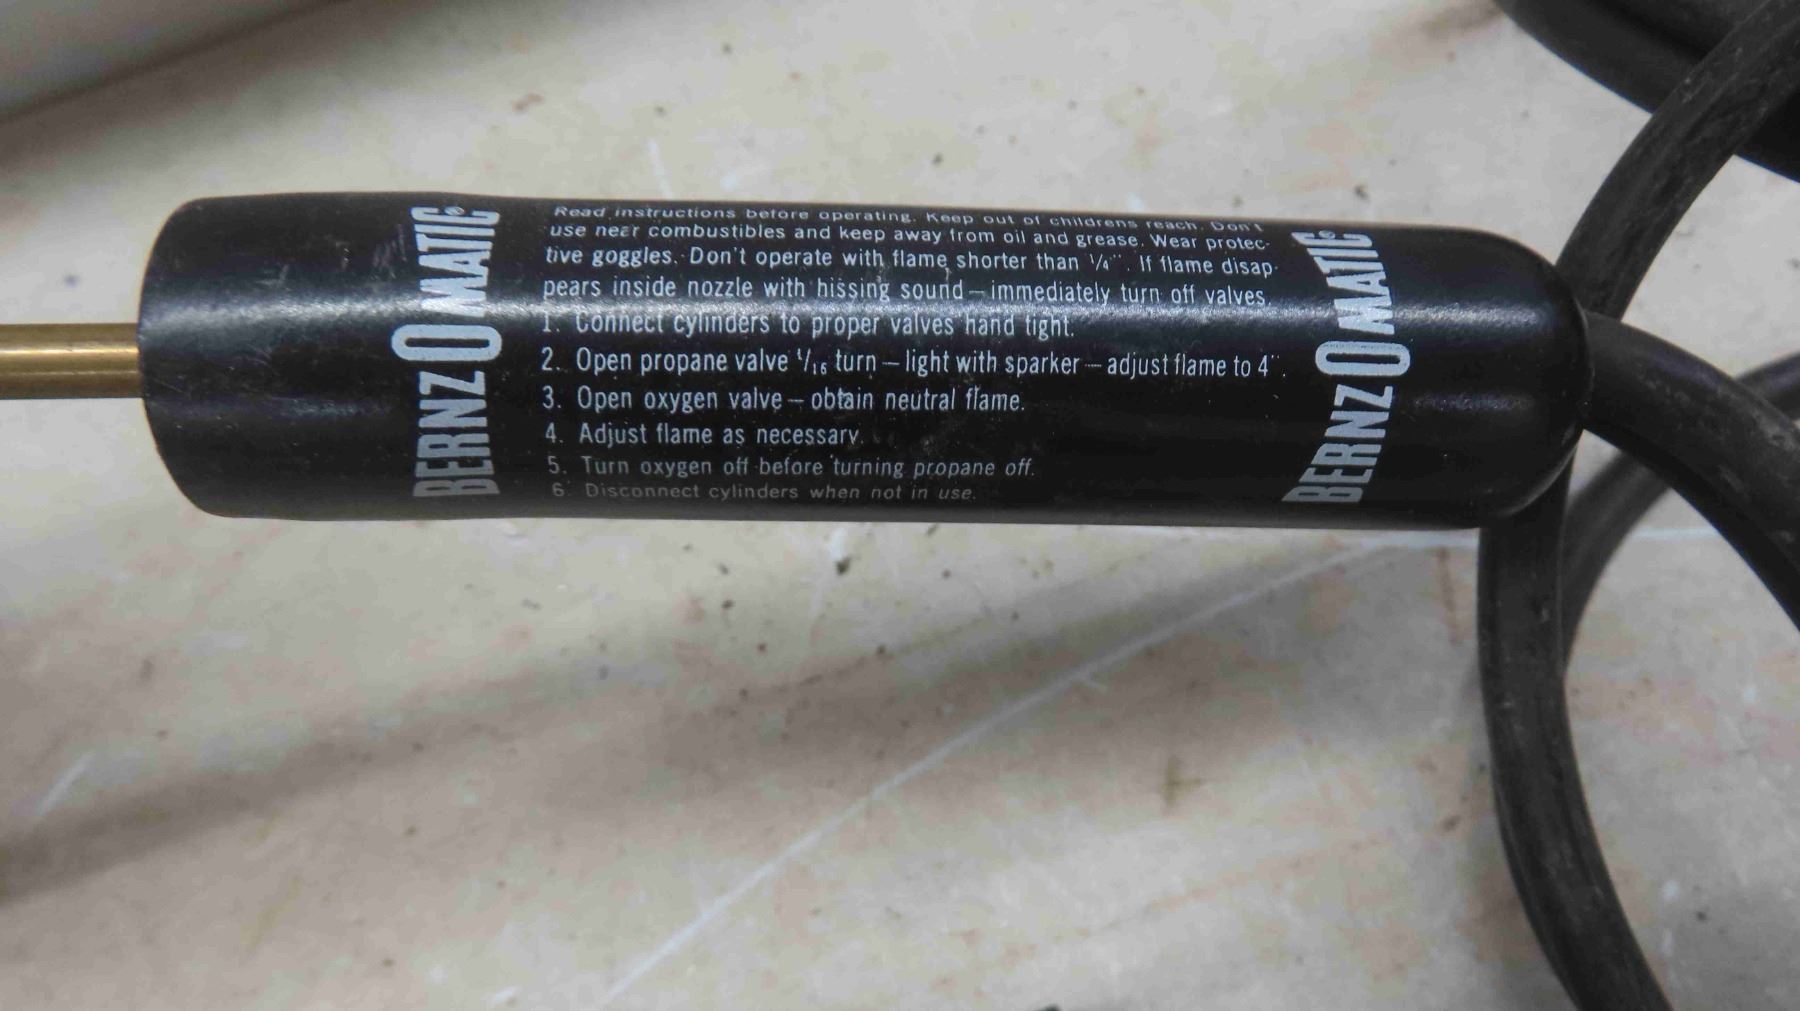 BERNZOMATIC®
Read instructions before operating. Keep out of childrens reach. Don't
use near combustibles and keep away from oil and grease. Wear protec-
tive goggles. Don't operate with flame shorter than 1/4". If flame disap-
pears inside nozzle with hissing sound — immediately turn off valves.
1. Connect cylinders to proper valves hand tight.
2. Open propane valve 1/16 turn — light with sparker — adjust flame to 4".
3. Open oxygen valve — obtain neutral flame.
4. Adjust flame as necessary.
5. Turn oxygen off before turning propane off.
6. Disconnect cylinders when not in use.
BERNZOMATIC®